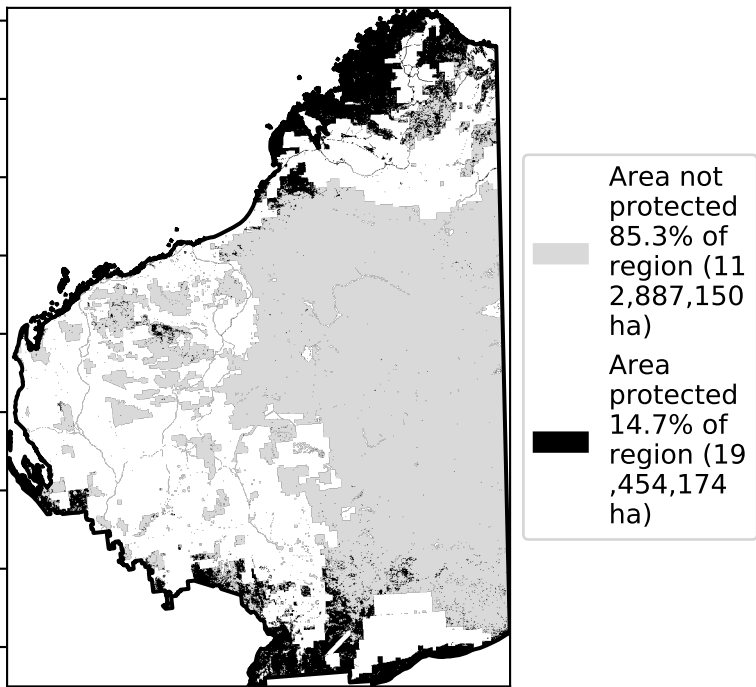 Area not
protected
85.3% of
region (11
2,887,150
ha)
Area
protected
14.7% of
region (19
,454,174
ha)